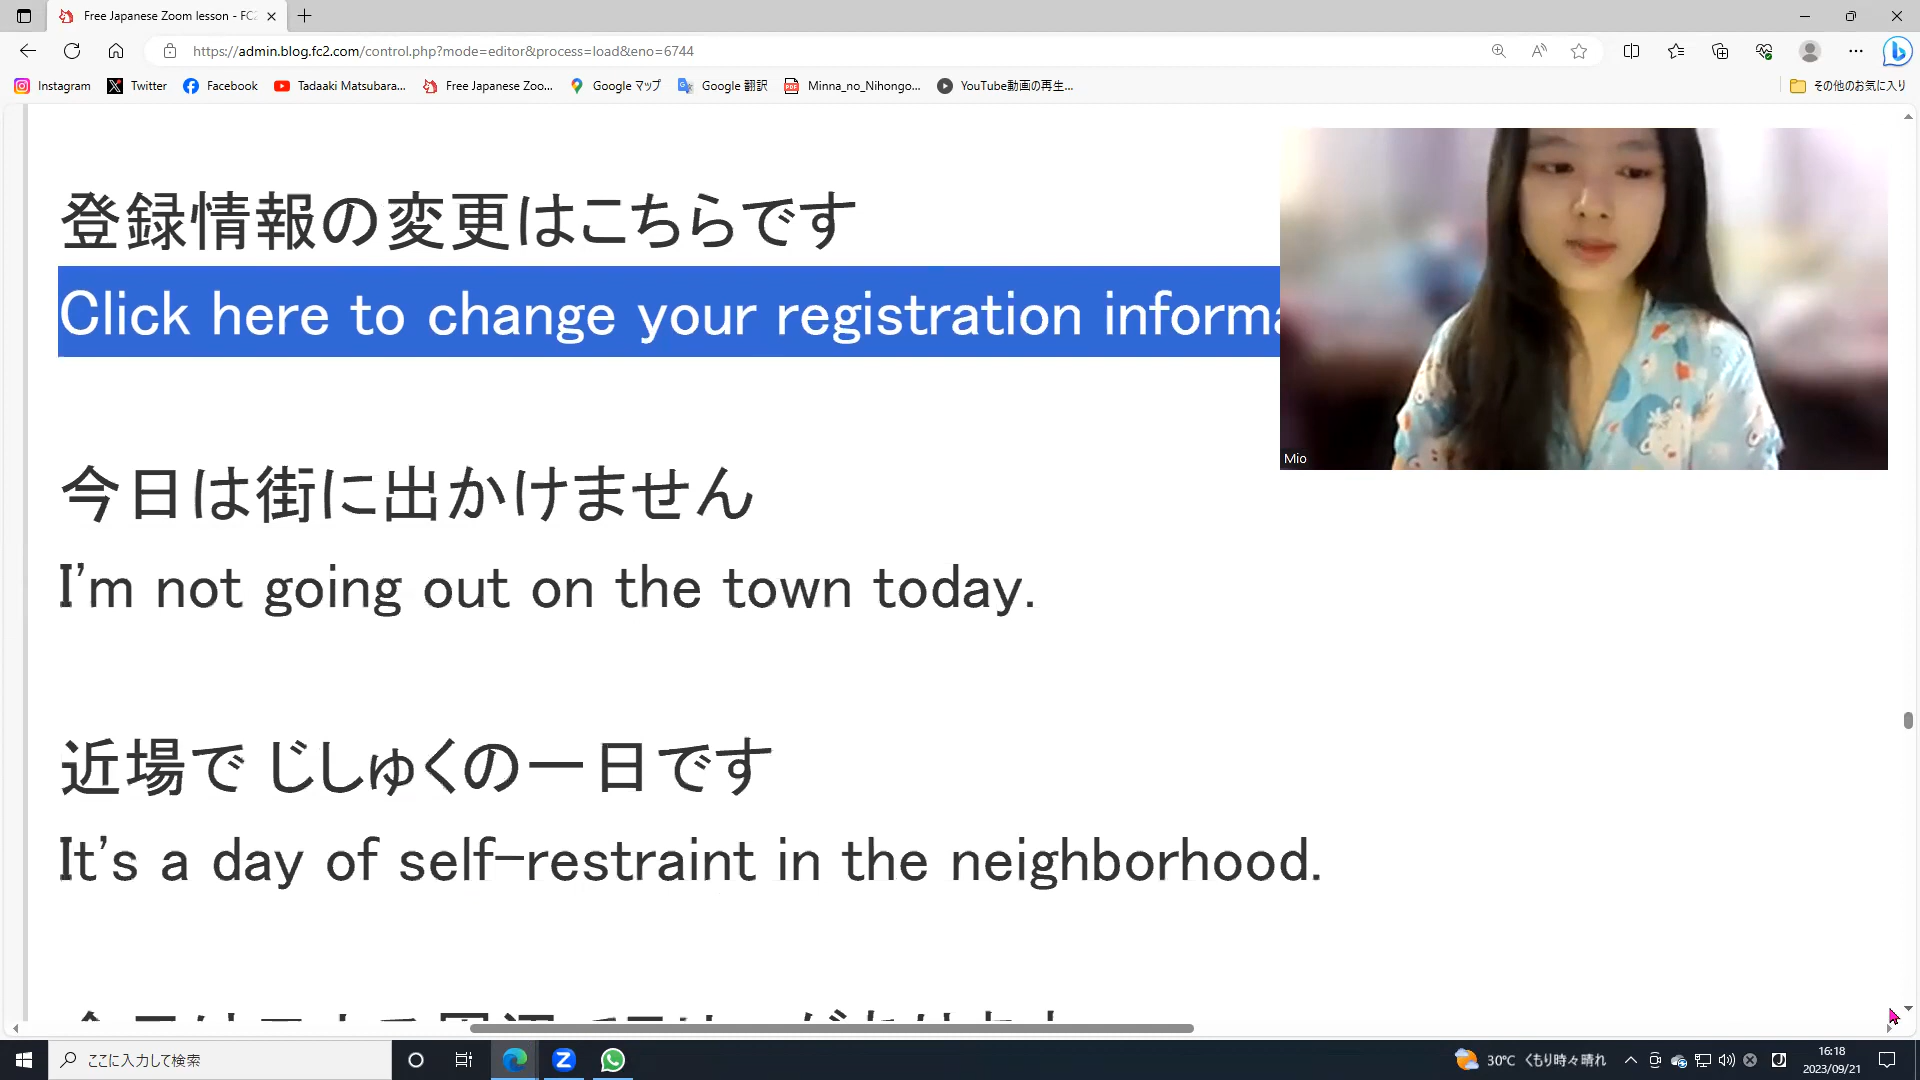 Free Japanese Zoom lesson - FC2
https://admin.blog.fc2.com/control.php?mode=editor&process=load&eno=6744
Instagram
Twitter
Facebook
Tadaaki Matsubara...
Free Japanese Zoo...
Google マップ
Google 翻訳
Minna_no_Nihongo...
YouTube動画の再生...
その他のお気に入り
登録情報の変更はこちらです
Click here to change your registration informa
Mio
今日は街に出かけません
I'm not going out on the town today.
近場で じしゅくの一日です
It's a day of self-restraint in the neighborhood.
ここに入力して検索
30℃ くもり時々晴れ
16:18
2023/09/21